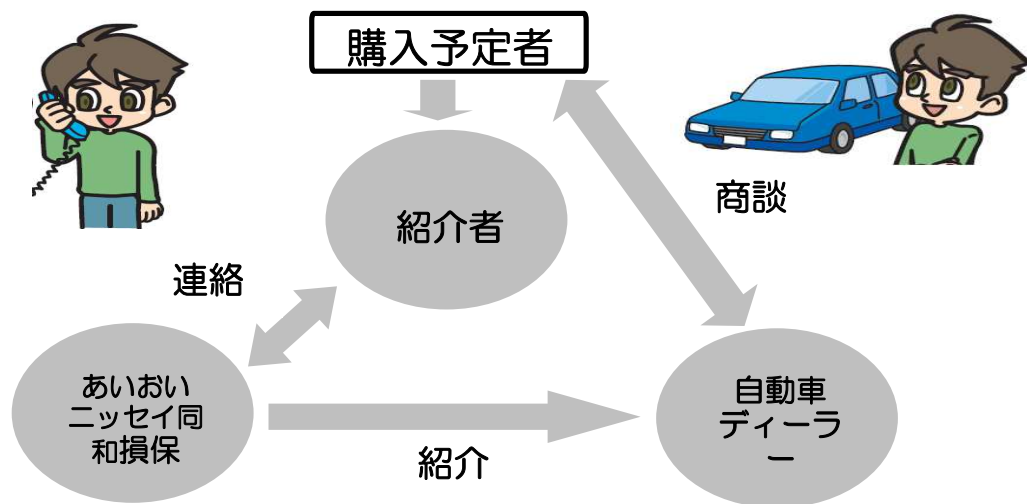 購入予定者
紹介者
商談
連絡
あいおい
ニッセイ同
和損保
自動車
ディーラ
ー
紹介